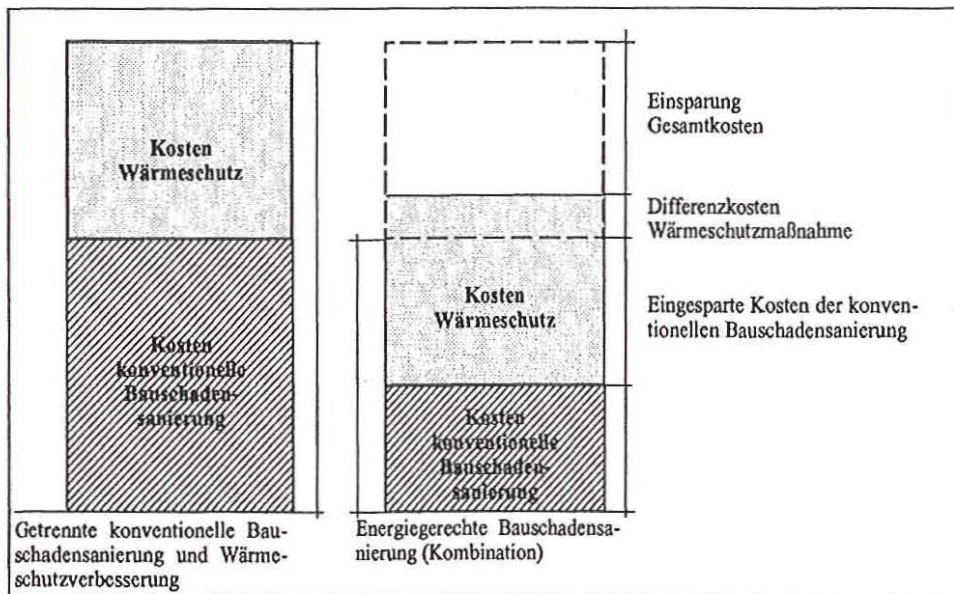 Kosten
Wärmeschutz
Kosten
konventionelle
Bauschaden-
sanierung
Getrennte konventionelle Bau-
schadensanierung und Wärme-
schutzverbesserung
Kosten
Wärmeschutz
Kosten
konventionelle
Bauschaden-
sanierung
Energiegerechte Bauschadensa-
nierung (Kombination)
Einsparung
Gesamtkosten
Differenzkosten
Wärmeschutzmaßnahme
Eingesparte Kosten der konven-
tionellen Bauschadensanierung